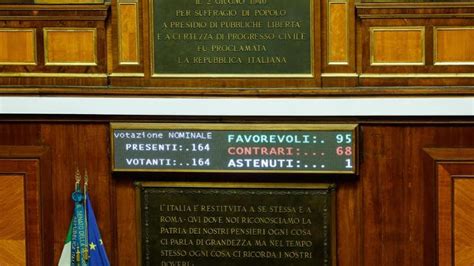 IL 2 GIUGNO 1946
PER SUFFRAGIO DI POPOLO
A PRESIDIO DI PUBBLICHE LIBERTÀ
E A CERTEZZA DI PROGRESSO CIVILE
FU PROCLAMATA
LA REPUBBLICA ITALIANA
votazione NOMINALE
PRESENTI:.164
VOTANTI:..164
FAVOREVOLI:. 95
CONTRARI:... 68
ASTENUTI:... 1
L'ITALIA È RESTITVITA A SE STESSA E A
ROMA·QVI DOVE NOI RICONOSCIAMO LA
PATRIA DEI NOSTRI PENSIERI OGNI COSA
CI PARLA DI GRANDEZZA MA NEL TEMPO
STESSO OGNI COSA CI RICORDA I NOSTRI
DOVERI